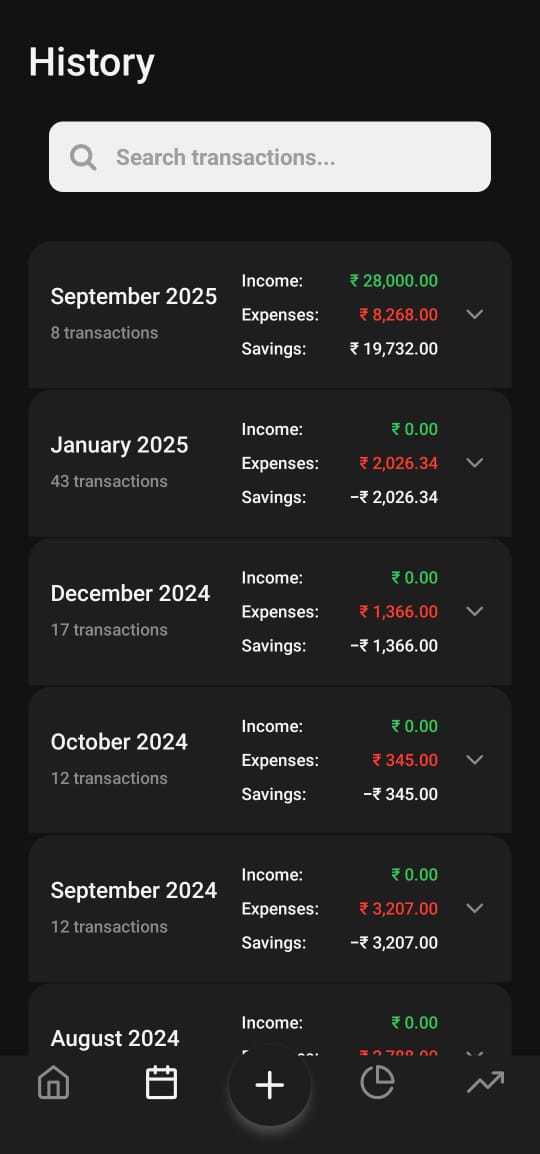 History
Search transactions...
September 2025
8 transactions
Income: ₹ 28,000.00
Expenses: ₹ 8,268.00
Savings: ₹ 19,732.00
January 2025
43 transactions
Income: ₹ 0.00
Expenses: ₹ 2,026.34
Savings: −₹ 2,026.34
December 2024
17 transactions
Income: ₹ 0.00
Expenses: ₹ 1,366.00
Savings: −₹ 1,366.00
October 2024
12 transactions
Income: ₹ 0.00
Expenses: ₹ 345.00
Savings: −₹ 345.00
September 2024
12 transactions
Income: ₹ 0.00
Expenses: ₹ 3,207.00
Savings: −₹ 3,207.00
August 2024
Income: ₹ 0.00